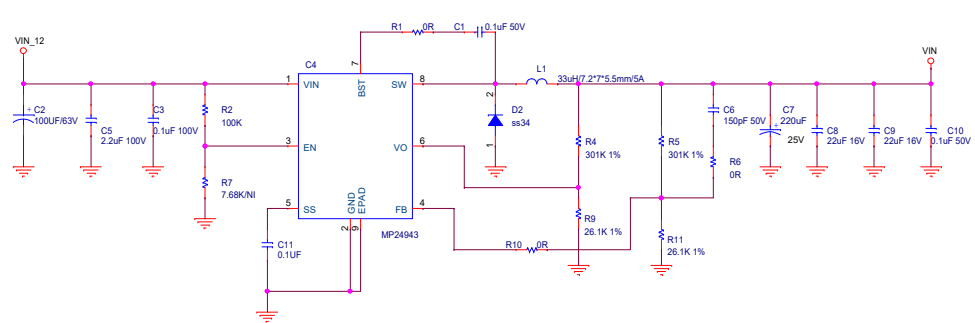 VIN_12
C2
100UF/63V
C5
2.2uF 100V
C3
0.1uF 100V
R2
100K
R7
7.68K/NI
C11
0.1UF
C4
1
VIN
3
EN
5
SS
7
BST
SW
8
VO
6
FB
4
GND
2
EPAD
9
MP24943
R1
0R
C1
0.1uF 50V
2
D2
ss34
1
L1
33uH/7.2*7*5.5mm/5A
R4
301K 1%
R9
26.1K 1%
R10
0R
R5
301K 1%
R11
26.1K 1%
C6
150pF 50V
R6
0R
C7
220uF
25V
C8
22uF 16V
C9
22uF 16V
VIN
C10
0.1uF 50V
+
+